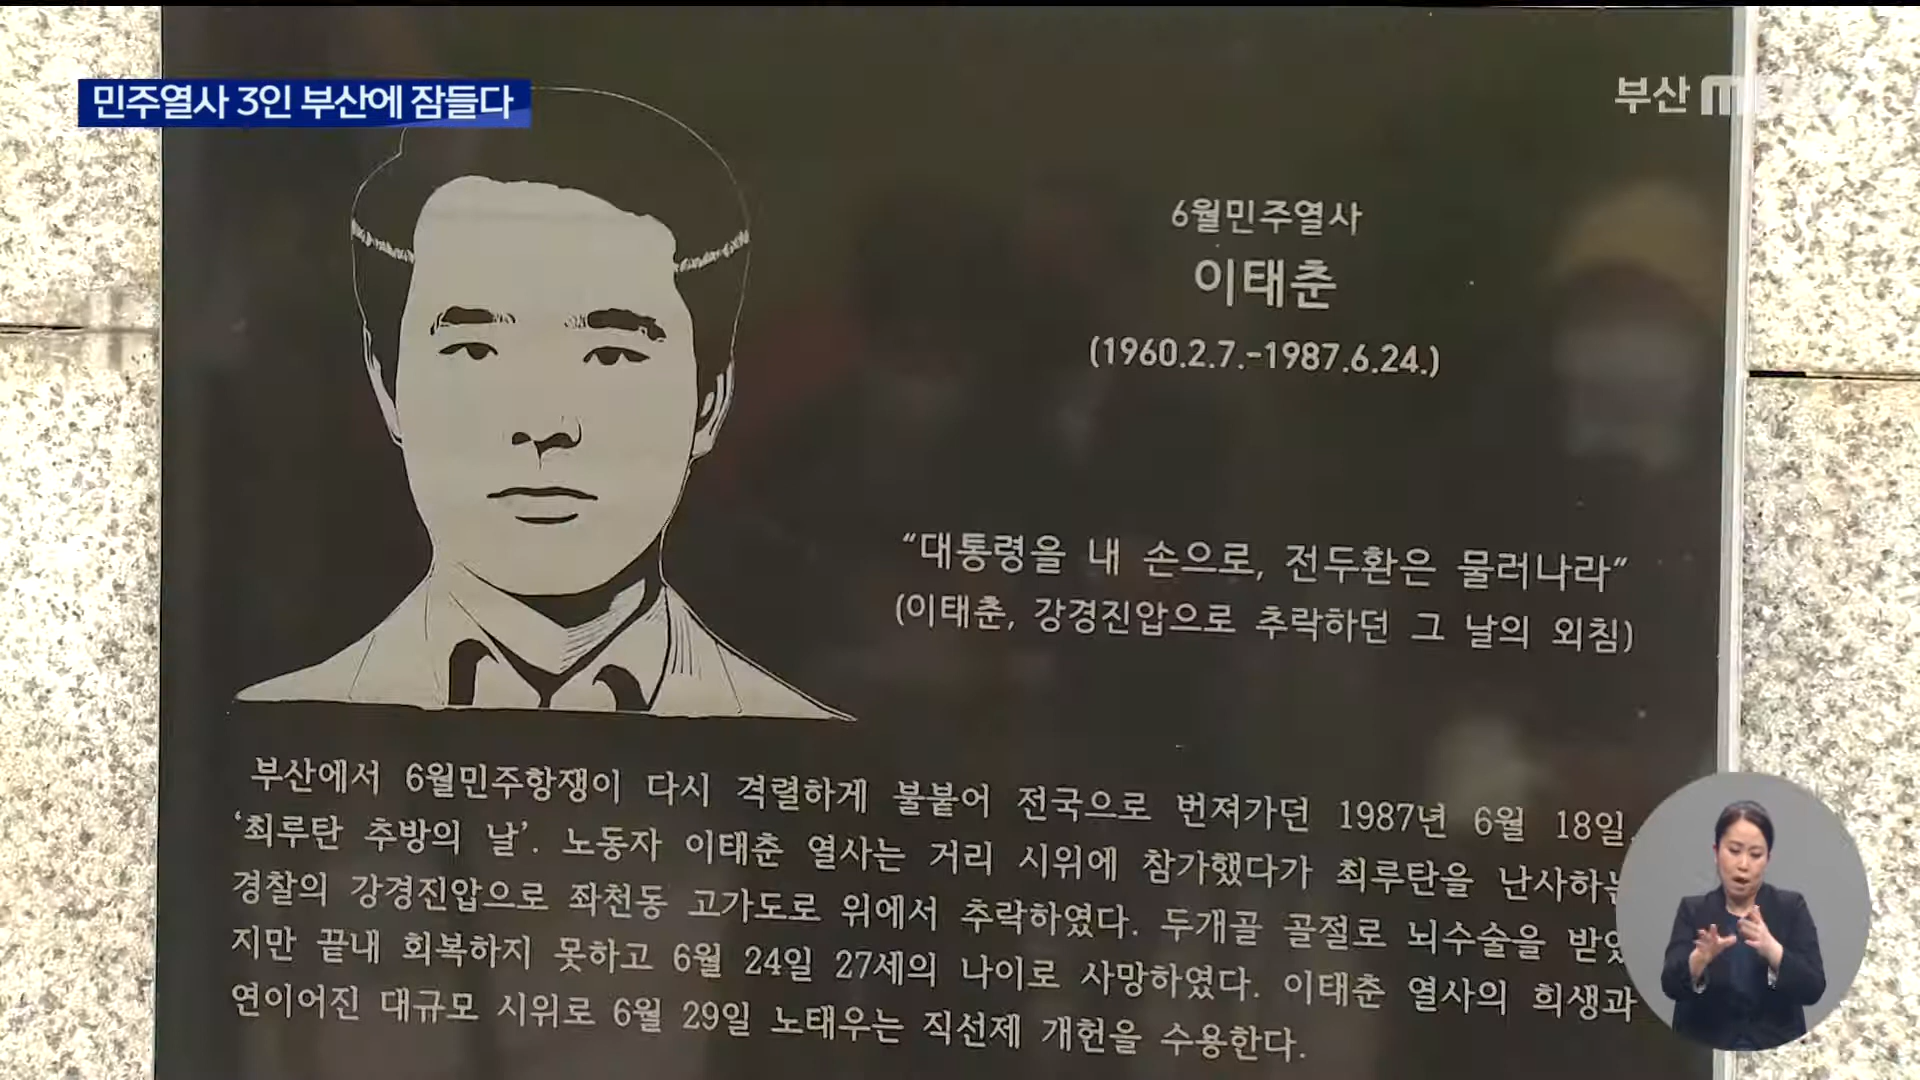 민주열사 3인 부산에 잠들다
부산 M
6월민주열사
이태춘
(1960.2.7.-1987.6.24.)
“대통령을 내 손으로, 전두환은 물러나라”
(이태춘, 강경진압으로 추락하던 그 날의 외침)
부산에서 6월민주항쟁이 다시 격렬하게 불붙어 전국으로 번져가던 1987년 6월 18일,
‘최루탄 추방의 날’. 노동자 이태춘 열사는 거리 시위에 참가했다가 최루탄을 난사하는
경찰의 강경진압으로 좌천동 고가도로 위에서 추락하였다. 두개골 골절로 뇌수술을
지만 끝내 회복하지 못하고 6월 24일 27세의 나이로 사망하였다. 이태춘 열사의 희생과
연이어진 대규모 시위로 6월 29일 노태우는 직선제 개헌을 수용한다.